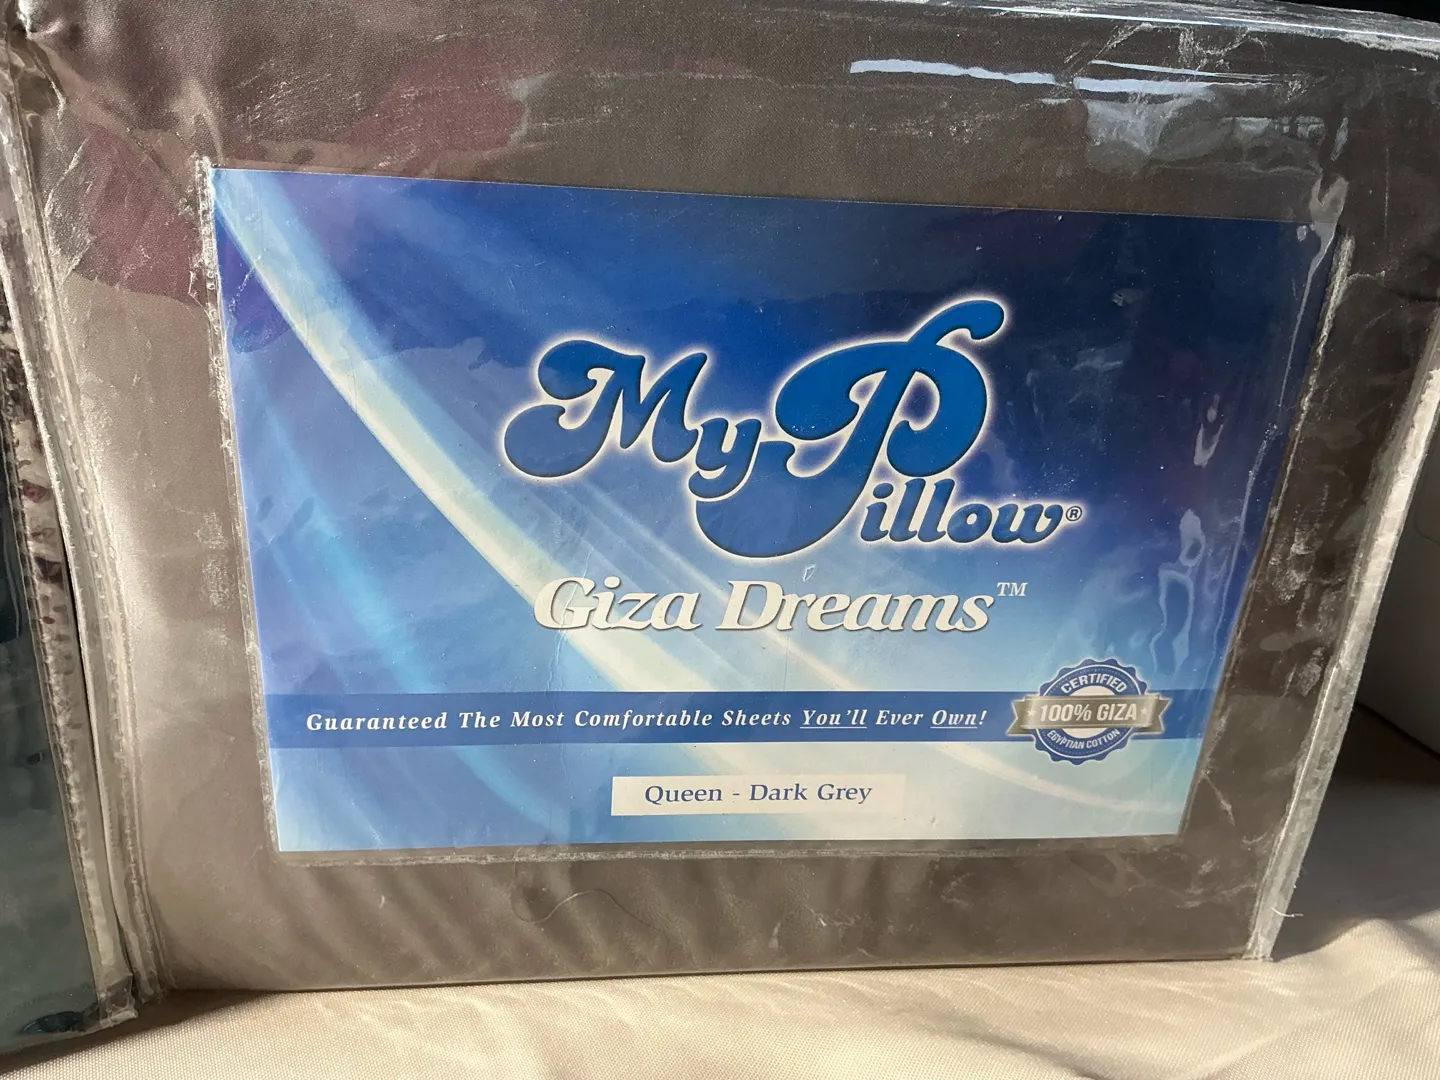 MyPillow®
Giza Dreams™
Guaranteed The Most Comfortable Sheets You'll Ever Own!
CERTIFIED
100% GIZA
EGYPTIAN COTTON
Queen - Dark Grey